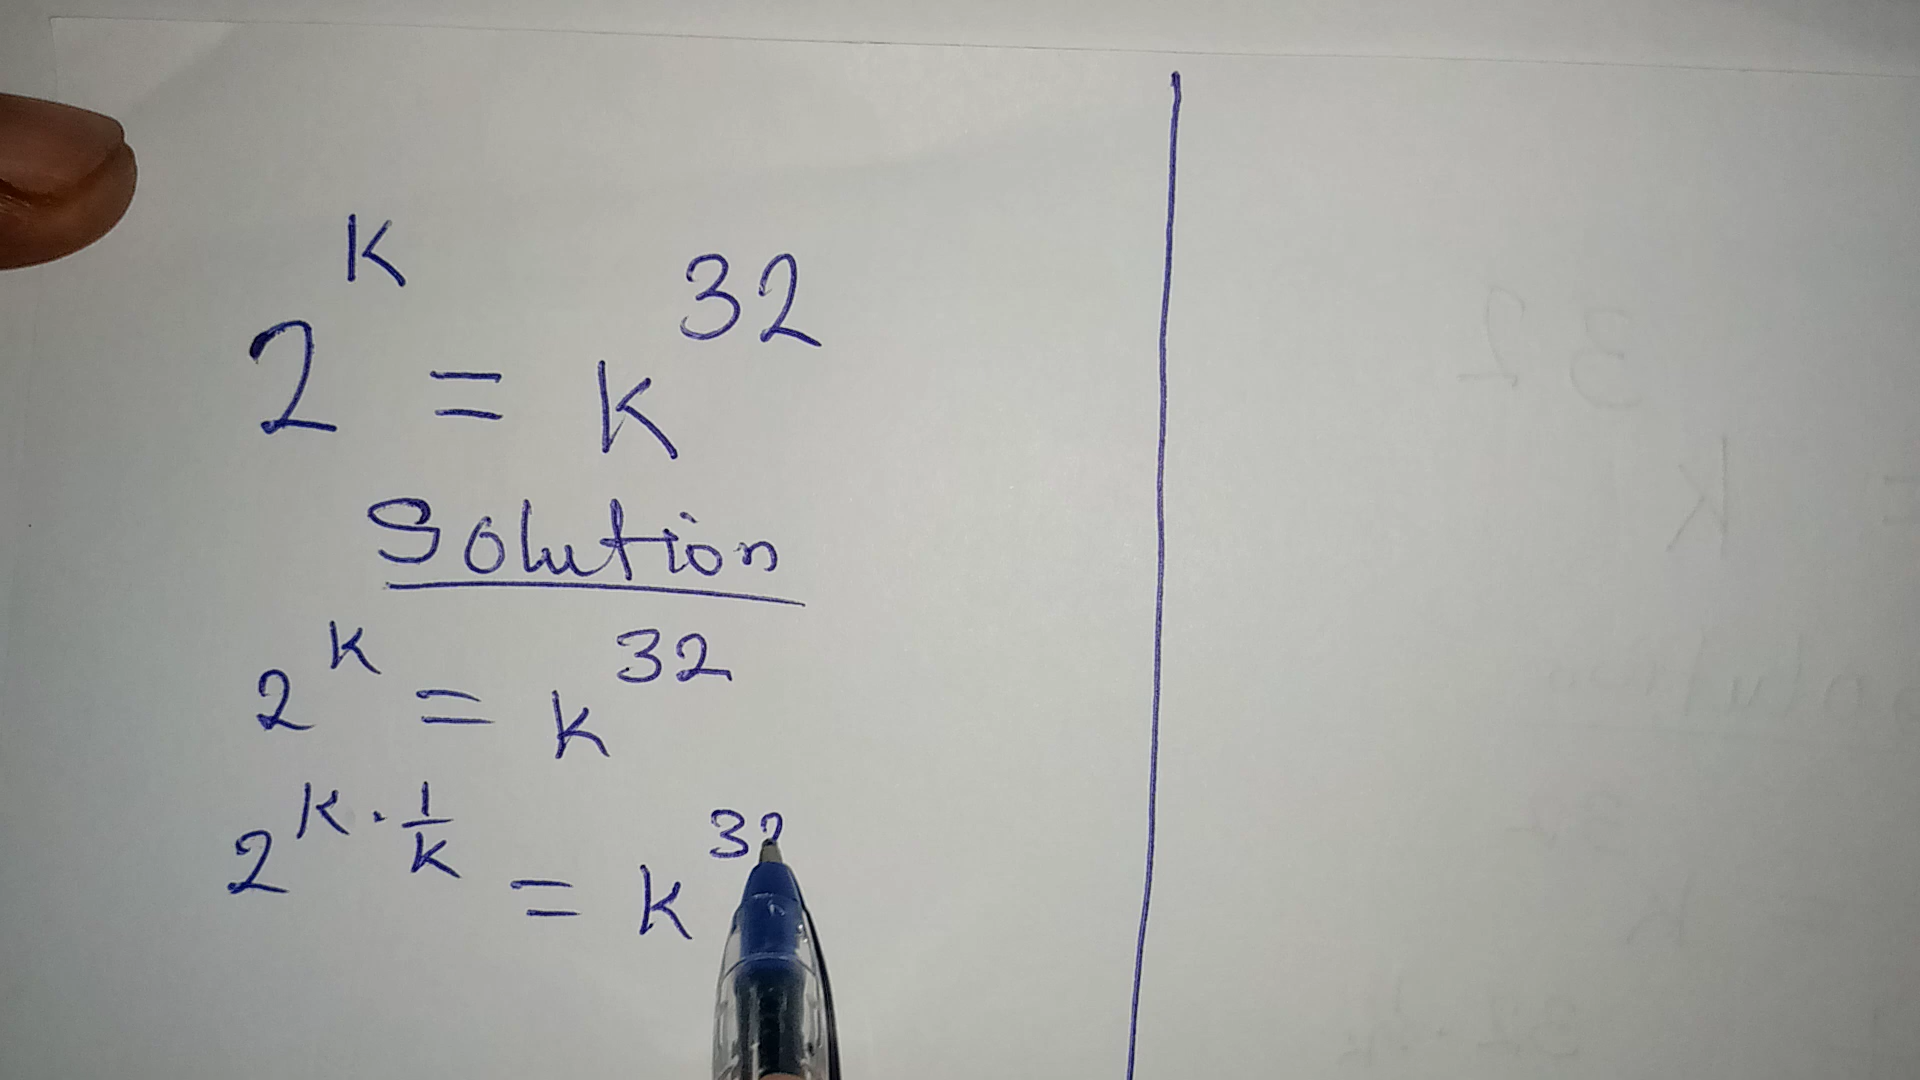 2^K = K^32
Solution
2^K = K^32
2^K·1/K = K^32